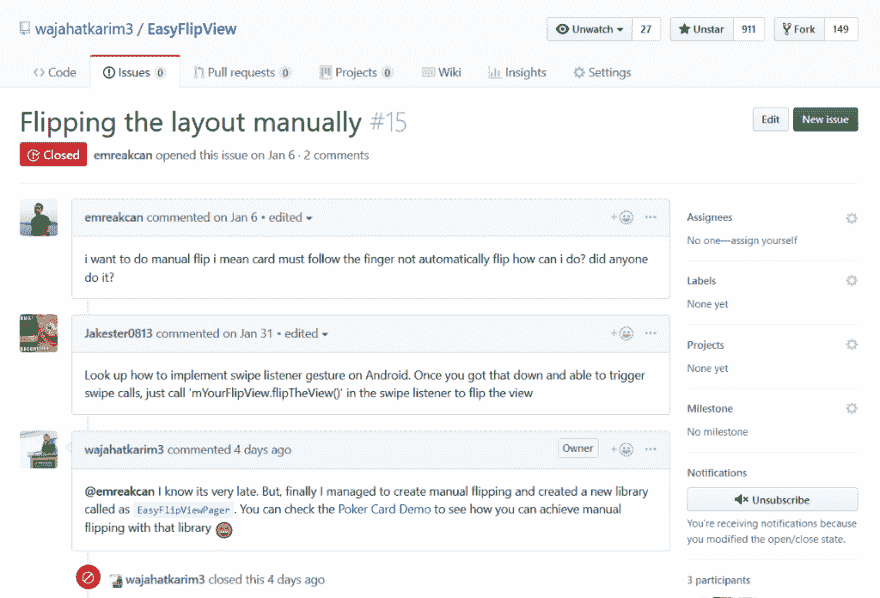 wajahatkarim3 / EasyFlipView
Unwatch 27 Unstar 911 Fork 149
Code Issues 0 Pull requests 0 Projects 0 Wiki Insights Settings
Flipping the layout manually #15
Edit New issue
Closed emreakcan opened this issue on Jan 6 · 2 comments
emreakcan commented on Jan 6 • edited
i want to do manual flip i mean card must follow the finger not automatically flip how can i do? did anyone
do it?
Jakester0813 commented on Jan 31 • edited
Look up how to implement swipe listener gesture on Android. Once you got that down and able to trigger
swipe calls, just call 'mYourFlipView.flipTheView()' in the swipe listener to flip the view
wajahatkarim3 commented 4 days ago Owner
@emreakcan I know its very late. But, finally I managed to create manual flipping and created a new library
called as EasyFlipViewPager . You can check the Poker Card Demo to see how you can achieve manual
flipping with that library
wajahatkarim3 closed this 4 days ago
Assignees
No one—assign yourself
Labels
None yet
Projects
None yet
Milestone
No milestone
Notifications
Unsubscribe
You're receiving notifications because
you modified the open/close state.
3 participants